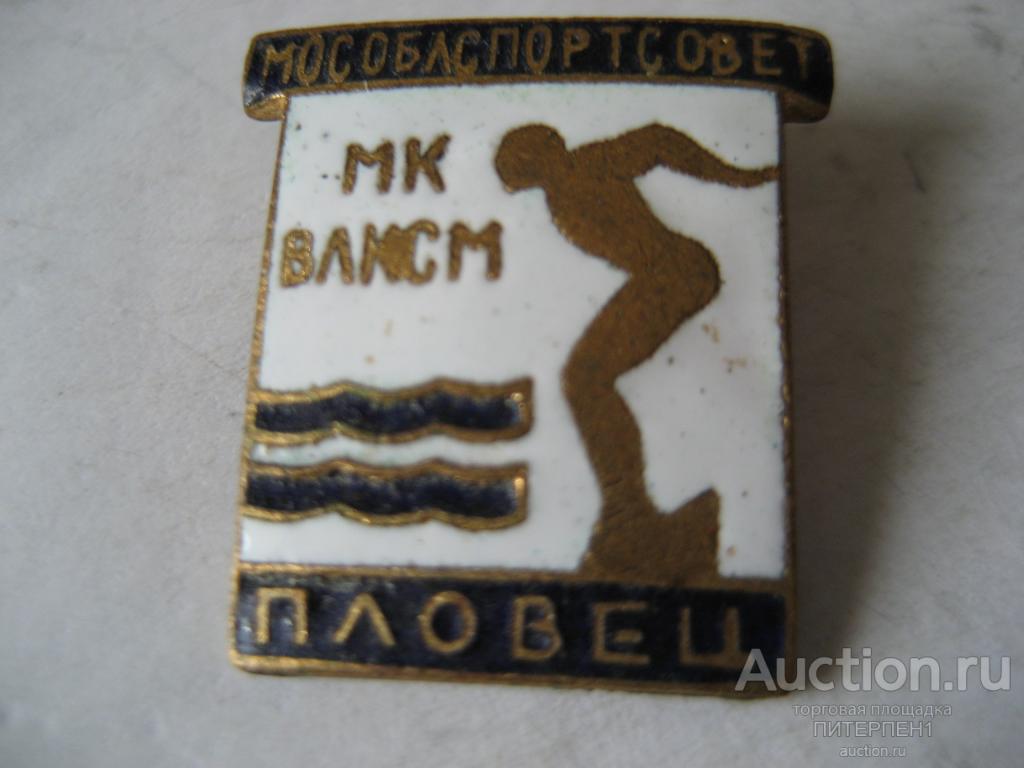 МОСОБЛСПОРТСОВЕТ
МК
ВЛКСМ
ПЛОВЕЦ
Auction.ru
торговая площадка
ПИТЕРПЕН1
auction.ru